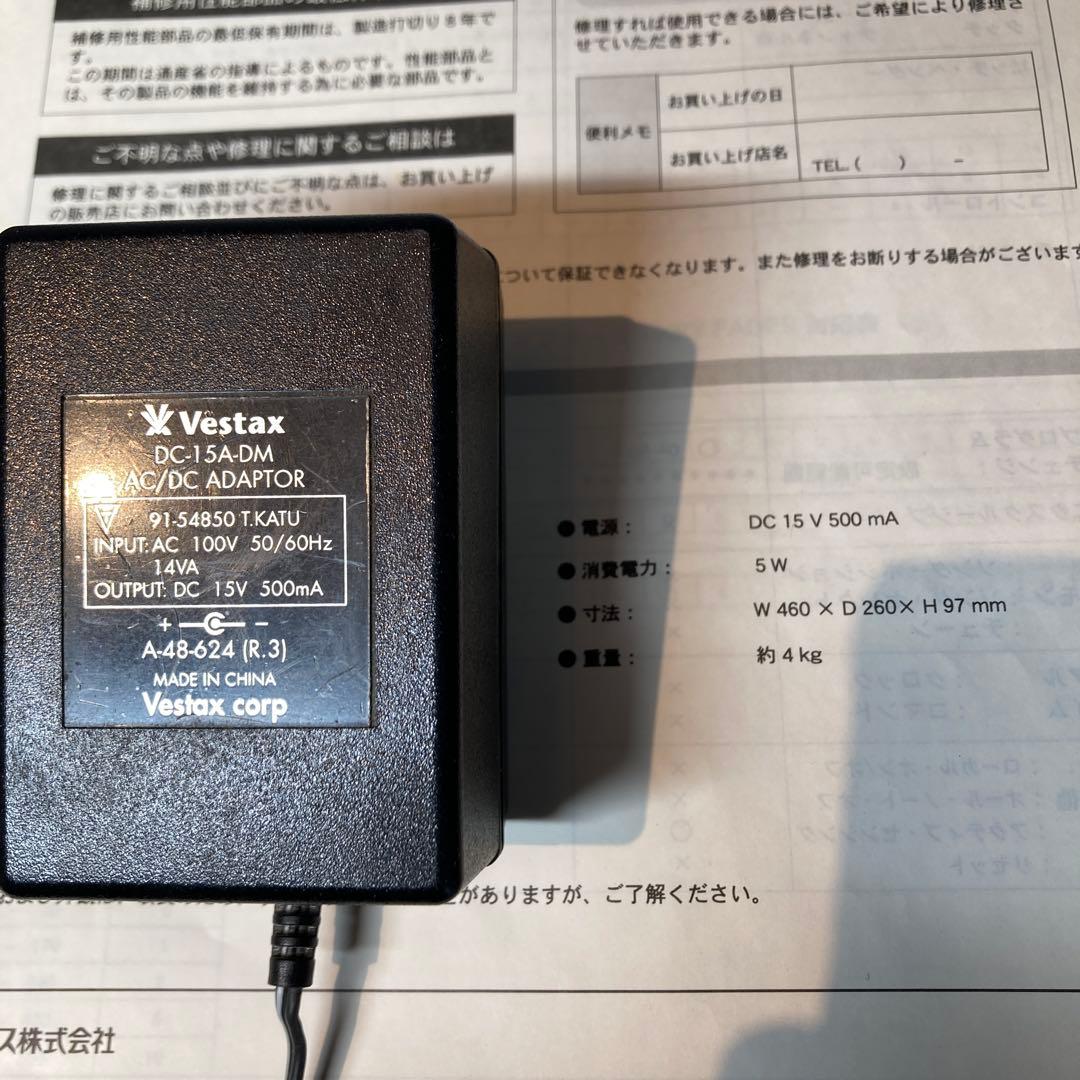 補修用性能部品の最低保有期間は、製造打切り8年で
す。
この期間は通産省の指導によるものです。性能部品と
は、その製品の機能を維持する為に必要な部品です。
ご不明な点や修理に関するご相談は
修理に関するご相談並びにご不明な点は、お買い上げ
の販売店にお問い合わせください。
修理すれば使用できる場合には、ご希望により修理さ
せていただきます。
便利メモ
お買い上げの日
お買い上げ店名
TEL.( ) −
ついて保証できなくなります。また修理をお断りする場合がございます
Vestax
DC-15A-DM
AC/DC ADAPTOR
91-54850 T.KATU
INPUT: AC 100V 50/60Hz
14VA
OUTPUT: DC 15V 500mA
+ −
A-48-624 (R.3)
MADE IN CHINA
Vestax corp
● 電源： DC 15 V 500 mA
● 消費電力： 5 W
● 寸法： W 460 × D 260× H 97 mm
● 重量： 約 4 kg
がありますが、ご了解ください。
ス株式会社